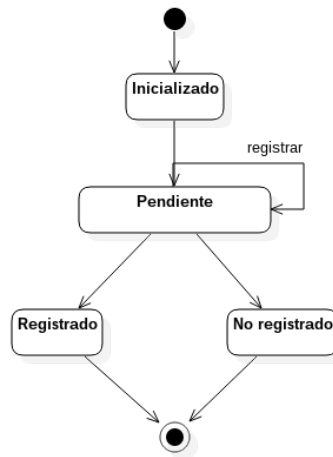 Inicializado
registrar
Pendiente
Registrado
No registrado